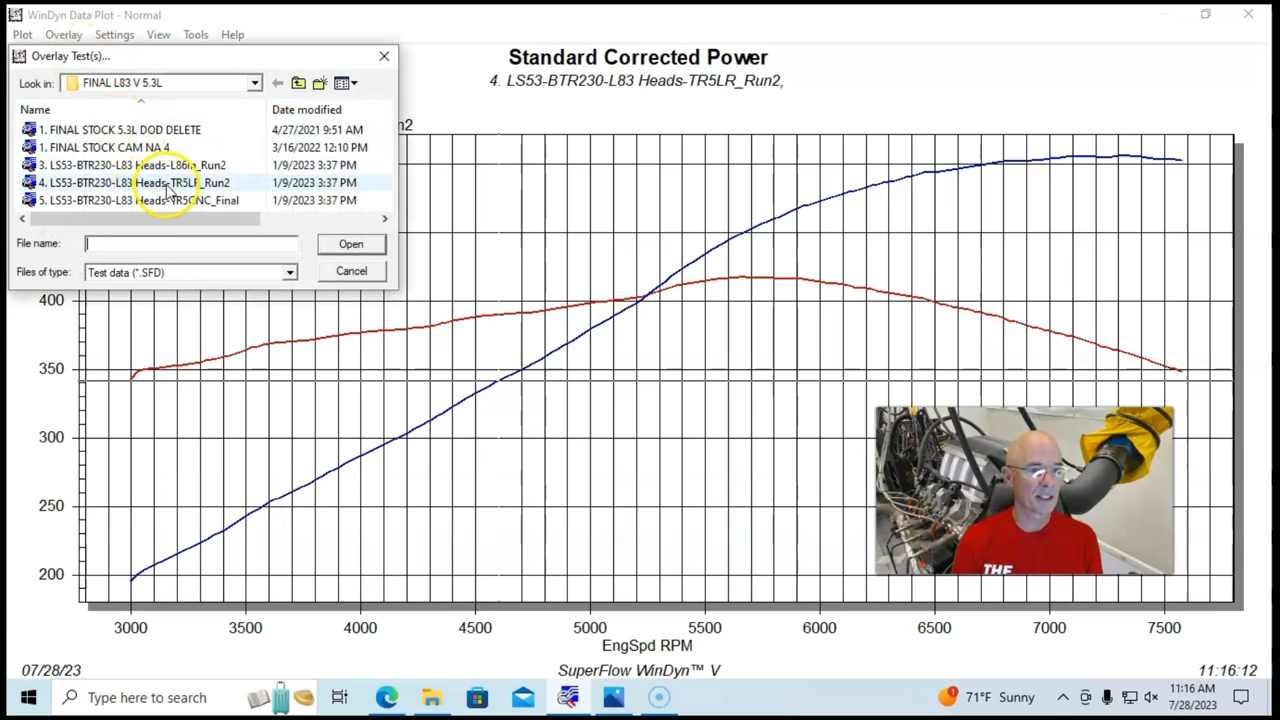 WinDyn Data Plot - Normal
Plot Overlay Settings View Tools Help
Overlay Test(s)...
Look in: FINAL L83 V 5.3L
Name Date modified
1. FINAL STOCK 5.3L DOD DELETE 4/27/2021 9:51 AM
1. FINAL STOCK CAM NA 4 3/16/2022 12:10 PM
3. LS53-BTR230-L83 Heads-L86in_Run2 1/9/2023 3:37 PM
4. LS53-BTR230-L83 Heads-TR5LR_Run2 1/9/2023 3:37 PM
5. LS53-BTR230-L83 Heads-TR5CNC_Final 1/9/2023 3:37 PM
File name: Open
Files of type: Test data (*.SFD) Cancel
Standard Corrected Power
4. LS53-BTR230-L83 Heads-TR5LR_Run2,
n2
400
350
300
250
200
3000 3500 4000 4500 5000 5500 6000 6500 7000 7500
EngSpd RPM
THE
07/28/23 SuperFlow WinDyn™ V 11:16:12
Type here to search
1
71°F Sunny
11:16 AM
7/28/2023